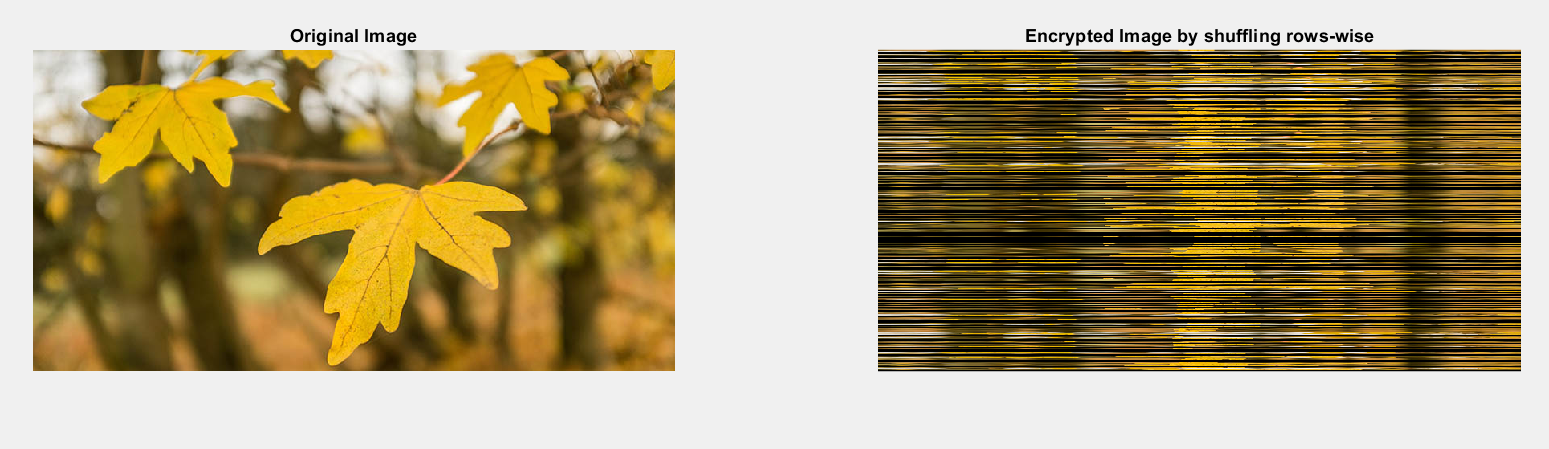 Original Image
Encrypted Image by shuffling rows-wise